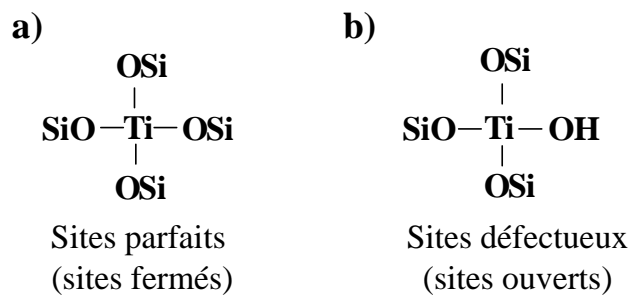 a)
OSi
SiO—Ti—OSi
OSi
Sites parfaits
(sites fermés)
b)
OSi
SiO—Ti—OH
OSi
Sites défectueux
(sites ouverts)